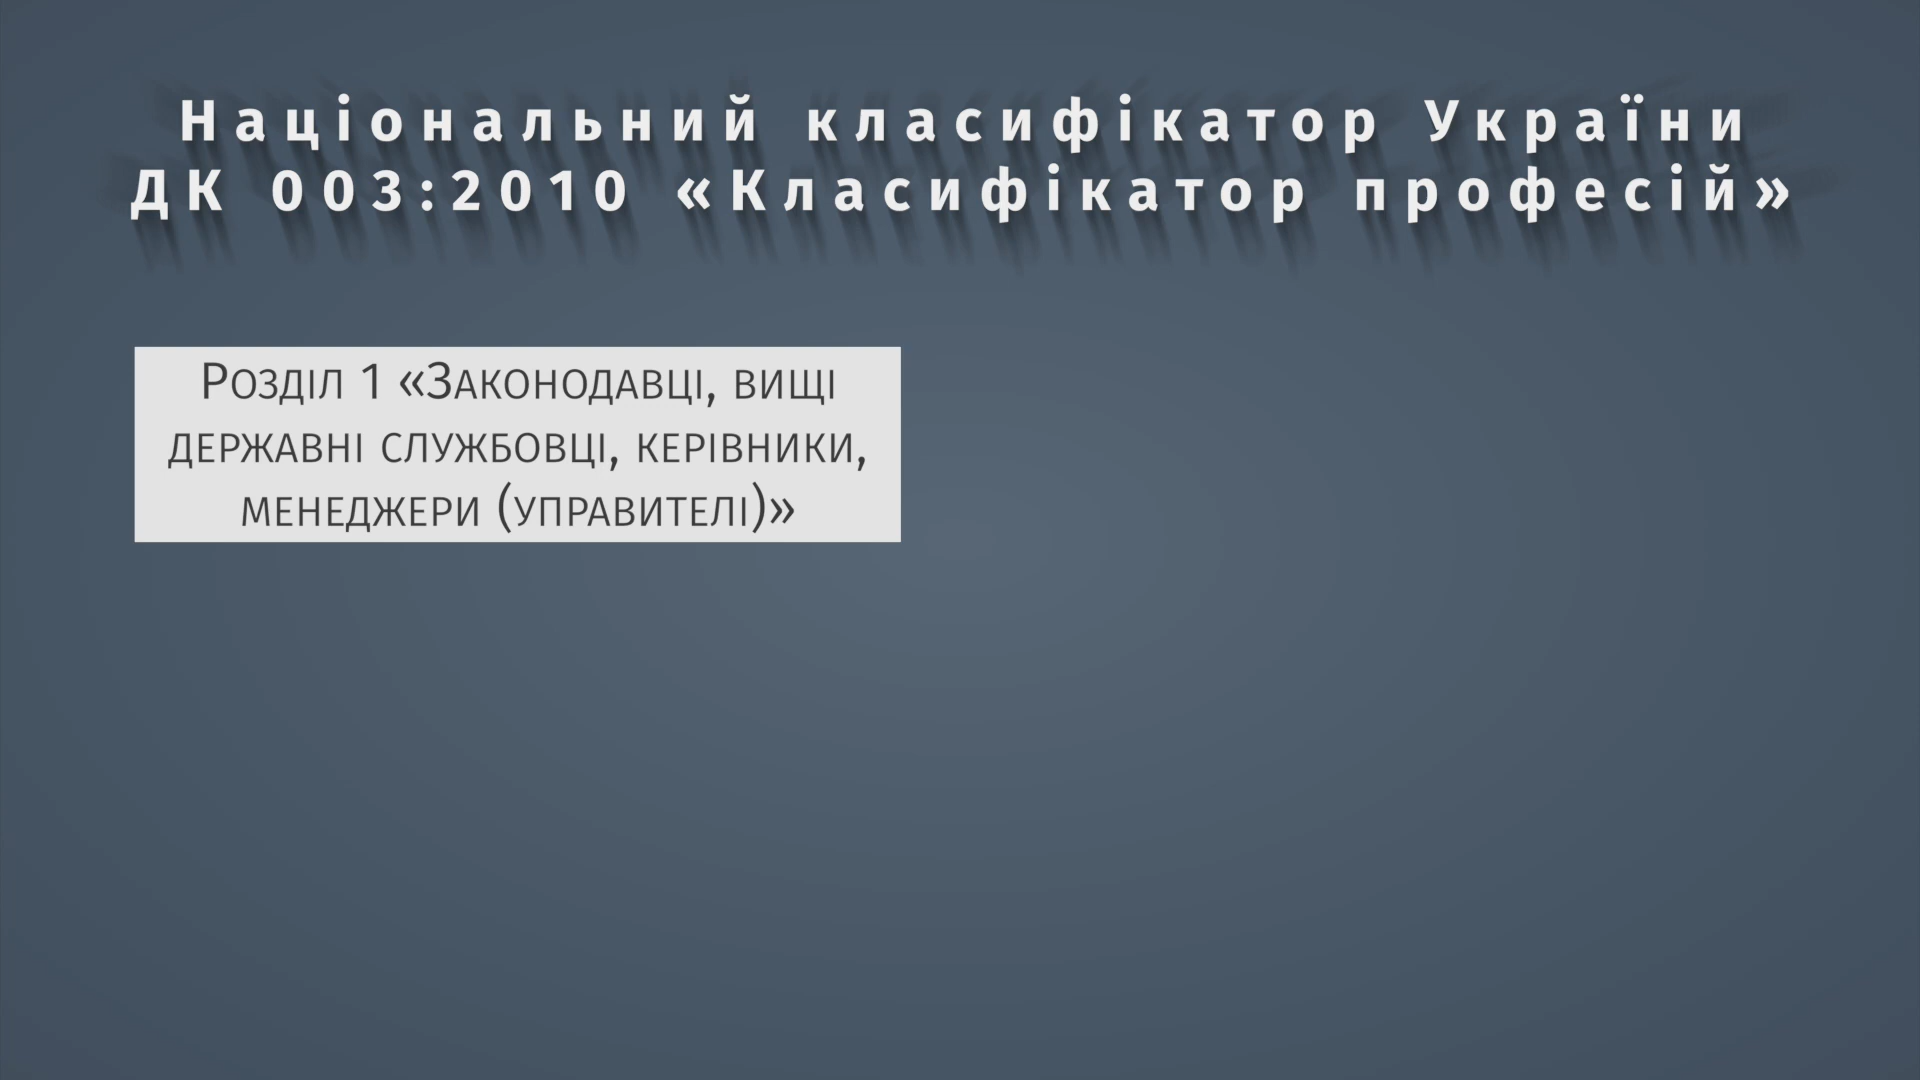 Національний класифікатор України
ДК 003:2010 «Класифікатор професій»
Розділ 1 «Законодавці, вищі
державні службовці, керівники,
менеджери (управителі)»